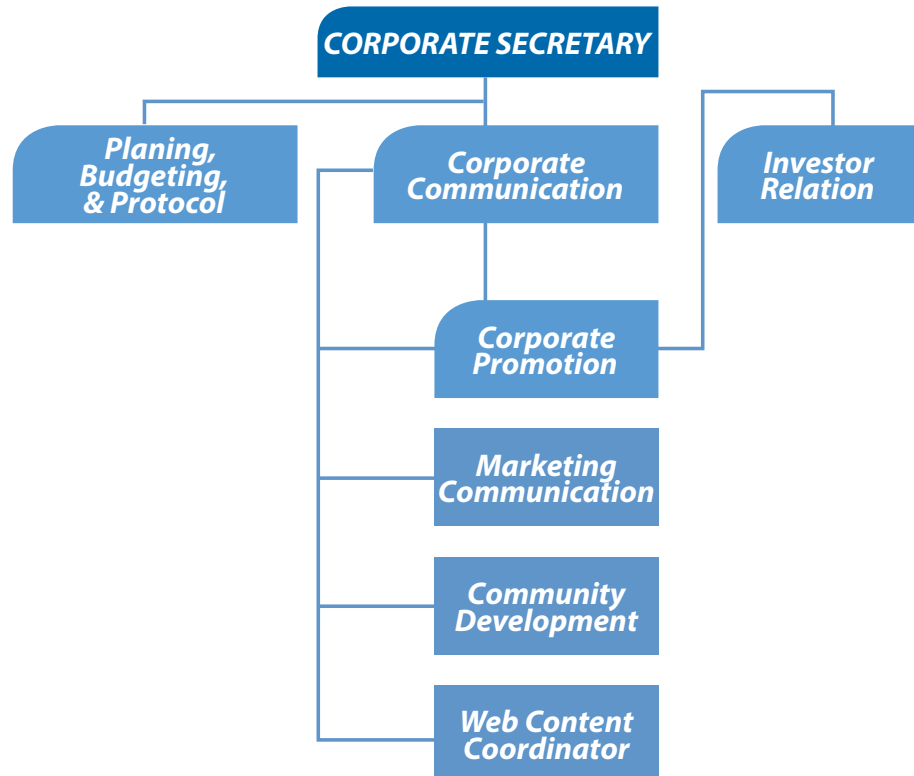 CORPORATE SECRETARY
Planing,
Budgeting,
& Protocol
Corporate
Communication
Investor
Relation
Corporate
Promotion
Marketing
Communication
Community
Development
Web Content
Coordinator